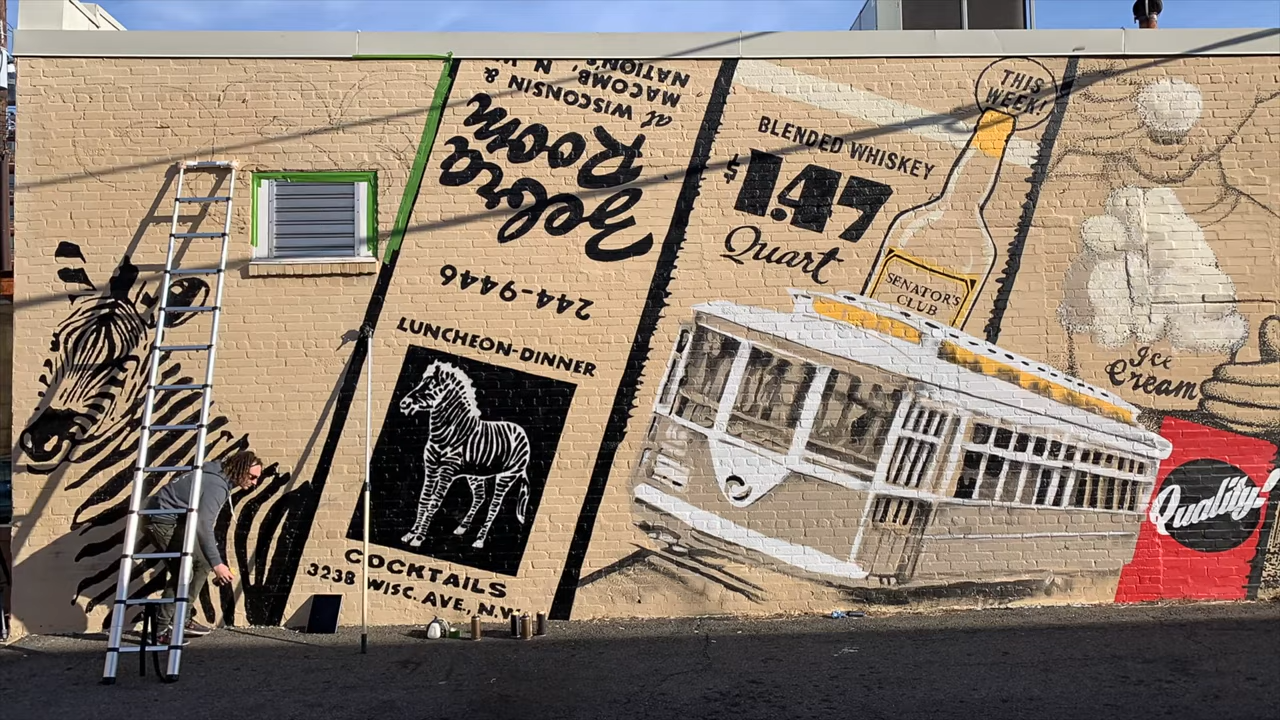 at WISCONSIN &
MACOMB, N.W.
NATION'S
Zebra
Room
244-9446
LUNCHEON-DINNER
COCKTAILS
3238 WISC. AVE., N.W.
THIS
WEEK!
BLENDED WHISKEY
$1.47
Quart
SENATOR'S
CLUB
Ice
Cream
Quality!